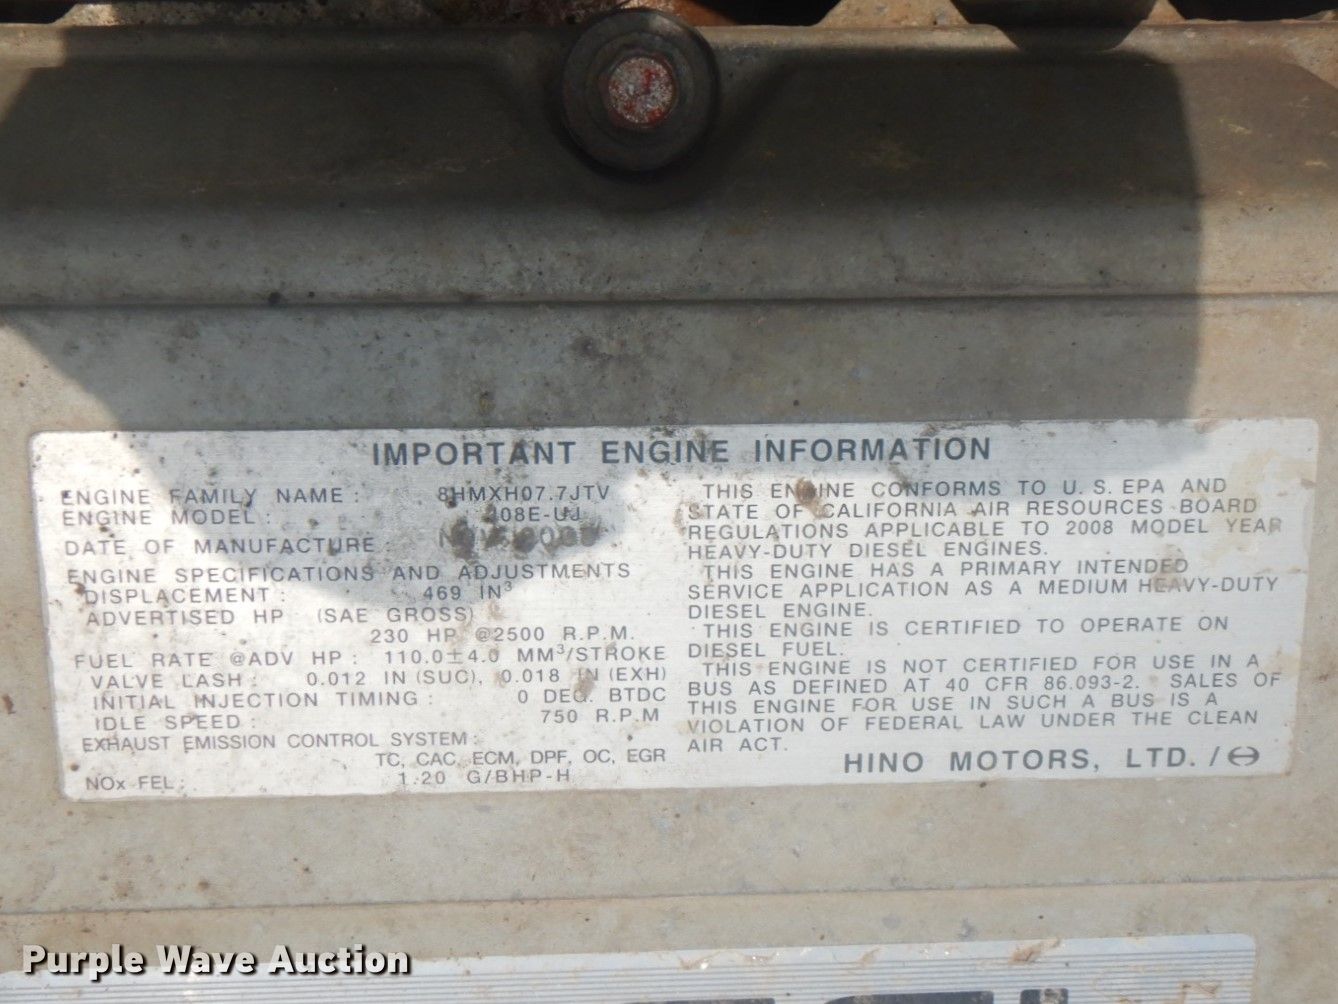 IMPORTANT ENGINE INFORMATION
ENGINE FAMILY NAME : 8HMXH07.7JTV
ENGINE MODEL : J08E-UJ
DATE OF MANUFACTURE :
ENGINE SPECIFICATIONS AND ADJUSTMENTS
DISPLACEMENT : 469 IN³
ADVERTISED HP (SAE GROSS)
230 HP @2500 R.P.M.
FUEL RATE @ADV HP : 110.0±4.0 MM³/STROKE
VALVE LASH : 0.012 IN (SUC), 0.018 IN (EXH)
INITIAL INJECTION TIMING : 0 DEG. BTDC
IDLE SPEED : 750 R.P.M
EXHAUST EMISSION CONTROL SYSTEM :
TC, CAC, ECM, DPF, OC, EGR
NOx FEL : 1.20 G/BHP-H
THIS ENGINE CONFORMS TO U.S.EPA AND
STATE OF CALIFORNIA AIR RESOURCES BOARD
REGULATIONS APPLICABLE TO 2008 MODEL YEAR
HEAVY-DUTY DIESEL ENGINES.
THIS ENGINE HAS A PRIMARY INTENDED
SERVICE APPLICATION AS A MEDIUM HEAVY-DUTY
DIESEL ENGINE.
THIS ENGINE IS CERTIFIED TO OPERATE ON
DIESEL FUEL.
THIS ENGINE IS NOT CERTIFIED FOR USE IN A
BUS AS DEFINED AT 40 CFR 86.093-2. SALES OF
THIS ENGINE FOR USE IN SUCH A BUS IS A
VIOLATION OF FEDERAL LAW UNDER THE CLEAN
AIR ACT.
HINO MOTORS, LTD. /
Purple Wave Auction